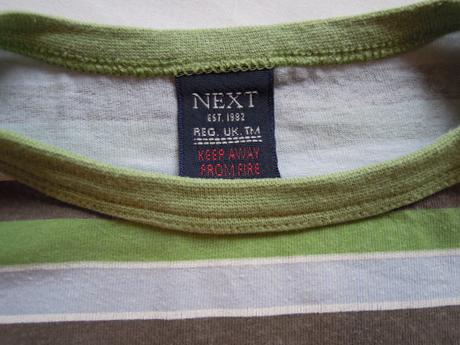 NEXT
EST. 1982
REG. UK. TM
KEEP AWAY
FROM FIRE